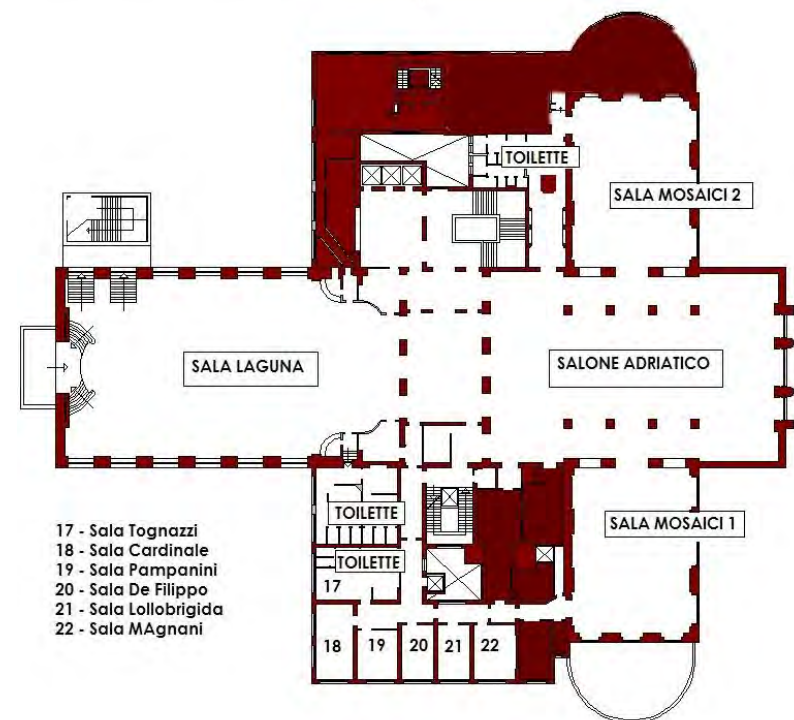 TOILETTE
SALA MOSAICI 2
SALA LAGUNA
SALONE ADRIATICO
TOILETTE
SALA MOSAICI 1
17 - Sala Tognazzi
18 - Sala Cardinale
19 - Sala Pampanini
20 - Sala De Filippo
21 - Sala Lollobrigida
22 - Sala MAgnani
TOILETTE
17
18
19
20
21
22